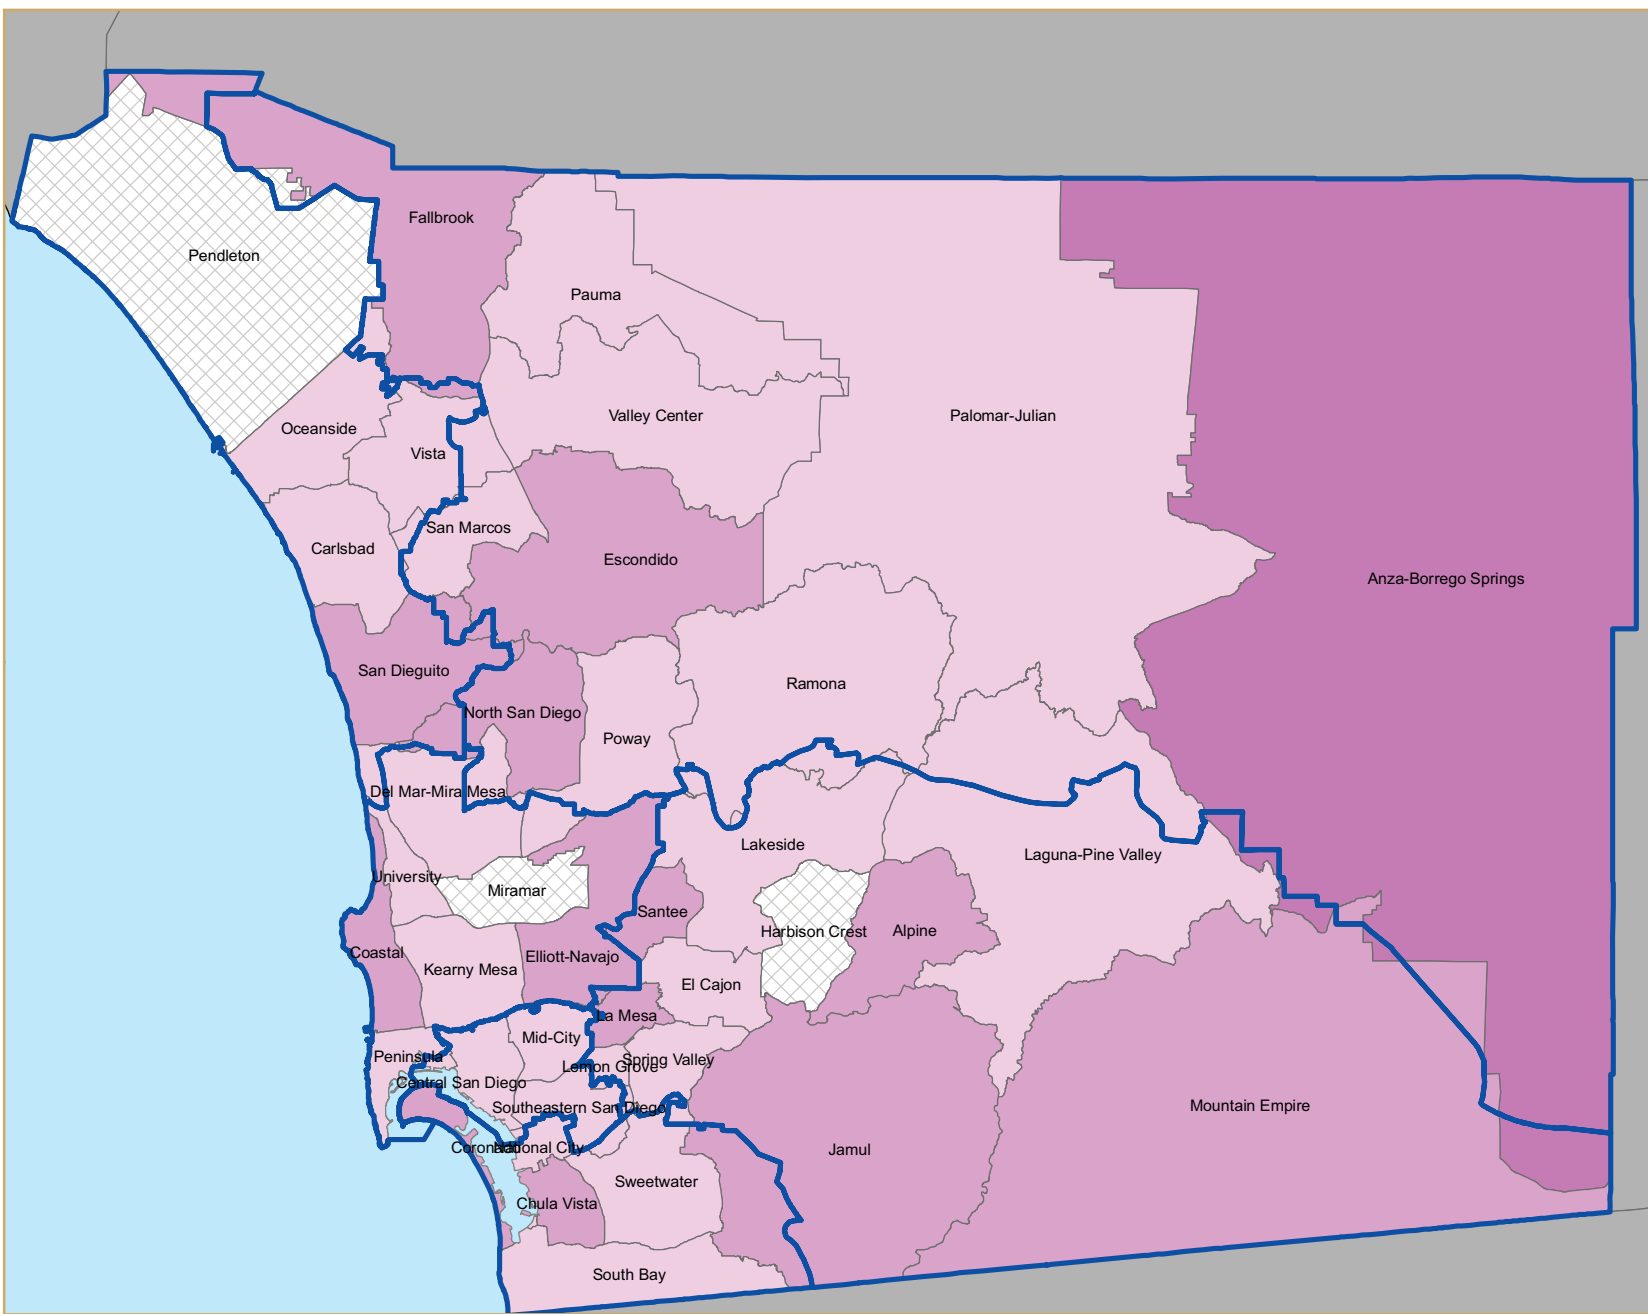 Fallbrook
Pendleton
Pauma
Valley Center
Palomar-Julian
Oceanside
Vista
San Marcos
Carlsbad
Escondido
Anza-Borrego Springs
San Dieguito
Ramona
North San Diego
Poway
Del Mar-Mira Mesa
Lakeside
Laguna-Pine Valley
University
Miramar
Santee
Harbison Crest
Alpine
Coastal
Elliott-Navajo
Kearny Mesa
El Cajon
La Mesa
Mid-City
Peninsula
Lemon Grove
Spring Valley
Central San Diego
Southeastern San Diego
Mountain Empire
Coronado
National City
Jamul
Sweetwater
Chula Vista
South Bay